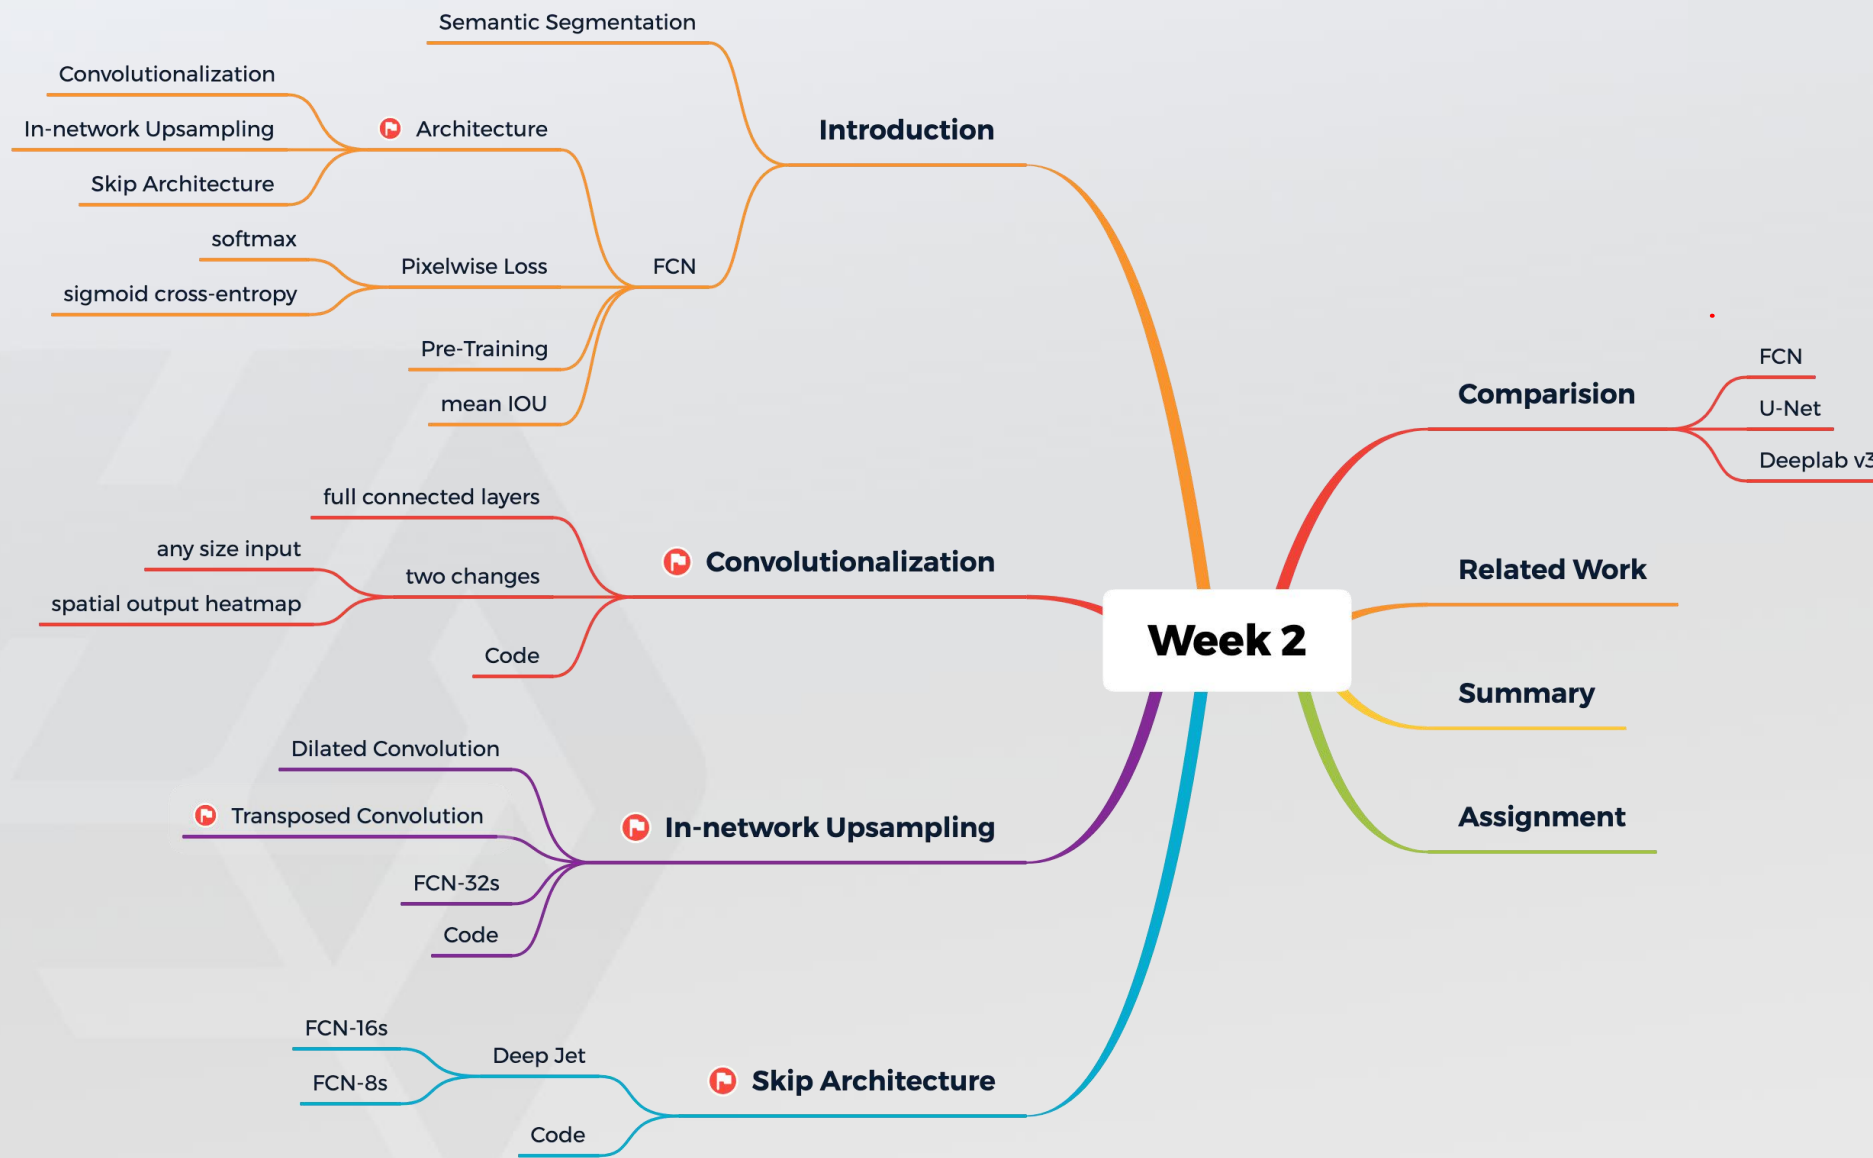 Week 2
Introduction
Semantic Segmentation
FCN
Architecture
Convolutionalization
In-network Upsampling
Skip Architecture
Pixelwise Loss
softmax
sigmoid cross-entropy
Pre-Training
mean IOU
Convolutionalization
full connected layers
two changes
any size input
spatial output heatmap
Code
In-network Upsampling
Dilated Convolution
Transposed Convolution
FCN-32s
Code
Skip Architecture
Deep Jet
FCN-16s
FCN-8s
Code
Comparision
FCN
U-Net
Deeplab v3
Related Work
Summary
Assignment